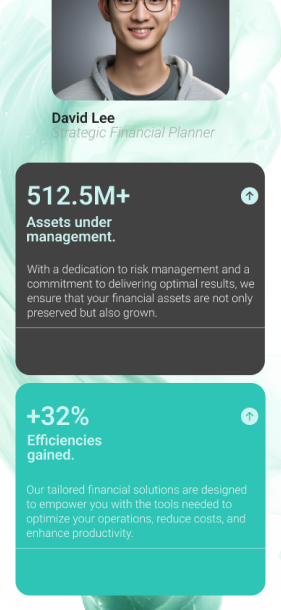 David Lee
Strategic Financial Planner
512.5M+
Assets under
management.
With a dedication to risk management and a
commitment to delivering optimal results, we
ensure that your financial assets are not only
preserved but also grown.
+32%
Efficiencies
gained.
Our tailored financial solutions are designed
to empower you with the tools needed to
optimize your operations, reduce costs, and
enhance productivity.